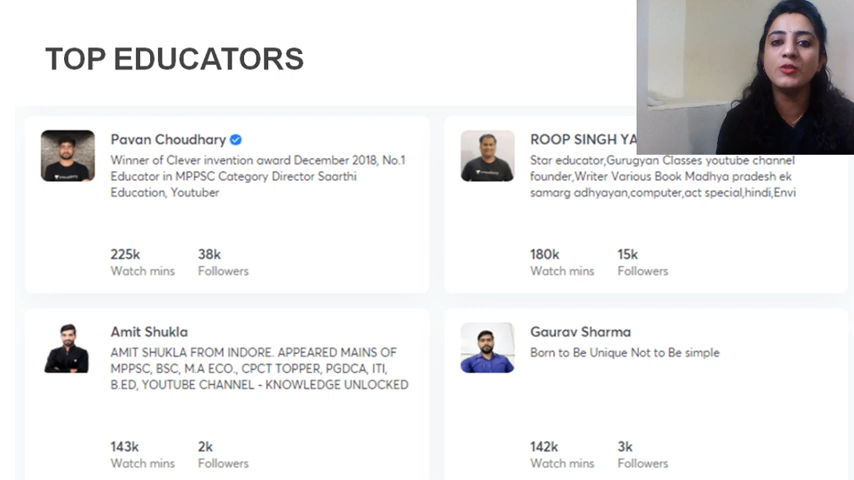 TOP EDUCATORS
Pavan Choudhary
Winner of Clever invention award December 2018, No.1
Educator in MPPSC Category Director Saarthi
Education, Youtuber
225k 38k
Watch mins Followers
ROOP SINGH
Star educator,Gurugyan Classes youtube channel
founder,Writer Various Book Madhya pradesh ek
samarg adhyayan,computer,act special,hindi,Envi
180k 15k
Watch mins Followers
Amit Shukla
AMIT SHUKLA FROM INDORE. APPEARED MAINS OF
MPPSC, BSC, M.A ECO., CPCT TOPPER, PGDCA, ITI,
B.ED, YOUTUBE CHANNEL - KNOWLEDGE UNLOCKED
143k 2k
Watch mins Followers
Gaurav Sharma
Born to Be Unique Not to Be simple
142k 3k
Watch mins Followers